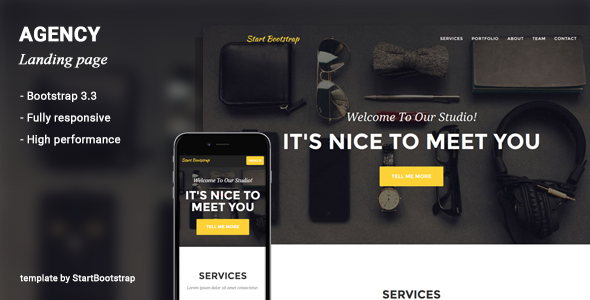 AGENCY
Landing page
- Bootstrap 3.3
- Fully responsive
- High performance
template by StartBootstrap
Start Bootstrap
SERVICES PORTFOLIO ABOUT TEAM CONTACT
Welcome To Our Studio!
IT'S NICE TO MEET YOU
TELL ME MORE
SERVICES
Start Bootstrap
Welcome To Our Studio!
IT'S NICE TO
MEET YOU
TELL ME MORE
SERVICES
Lorem ipsum dolor sit amet consectetur.